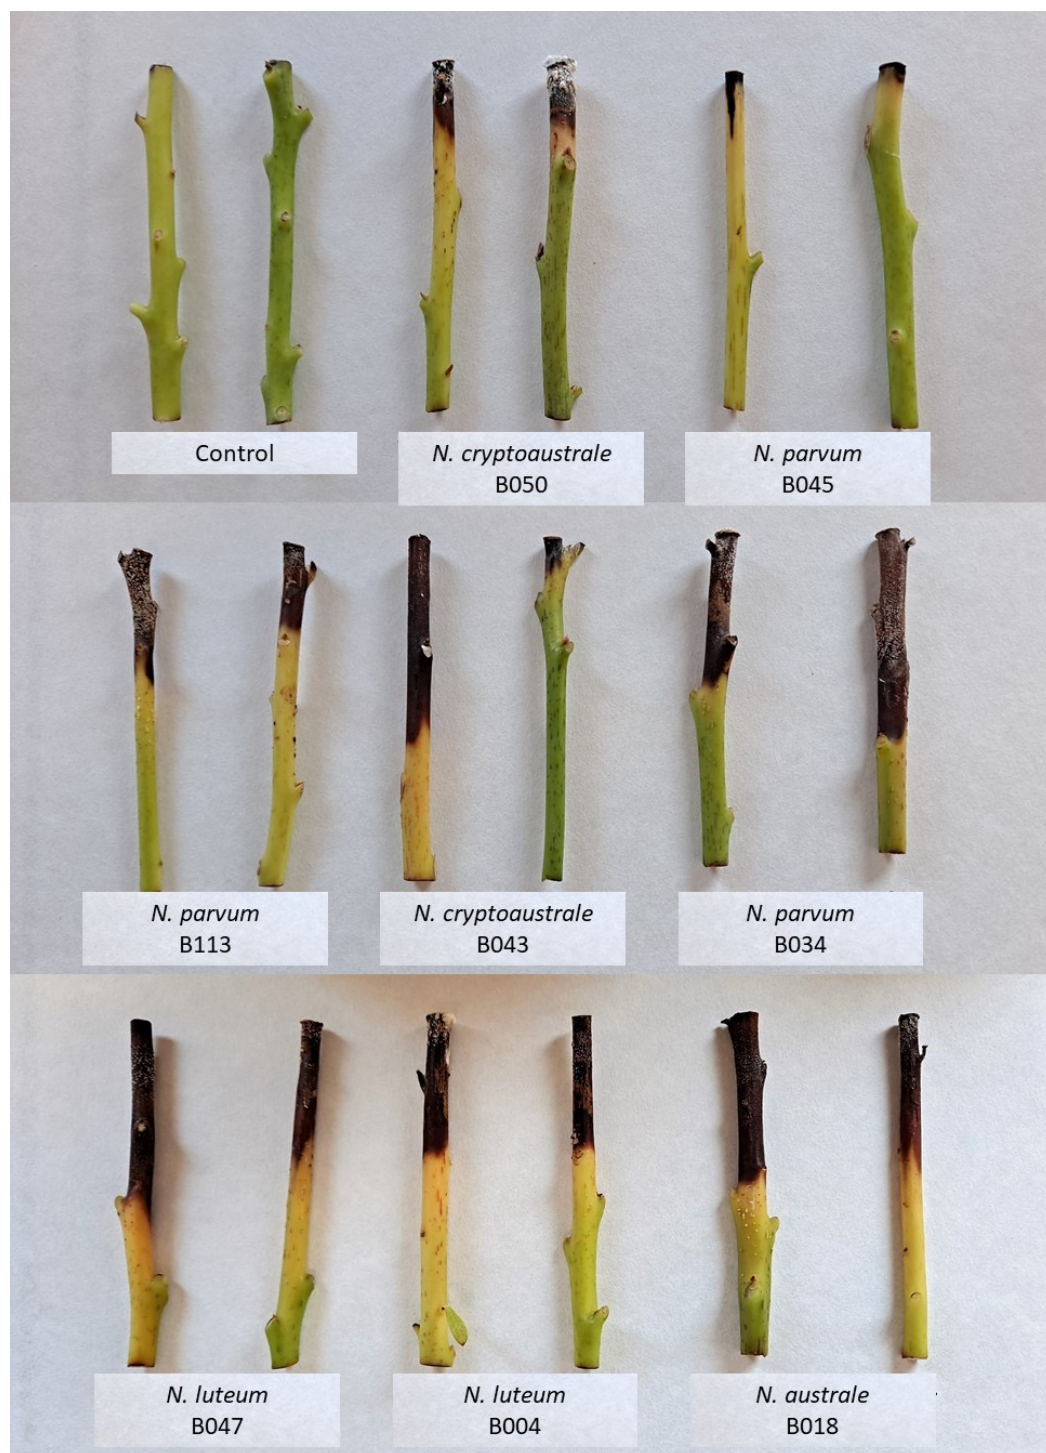 Control
N. cryptoaustrale
B050
N. parvum
B045
N. parvum
B113
N. cryptoaustrale
B043
N. parvum
B034
N. luteum
B047
N. luteum
B004
N. australe
B018